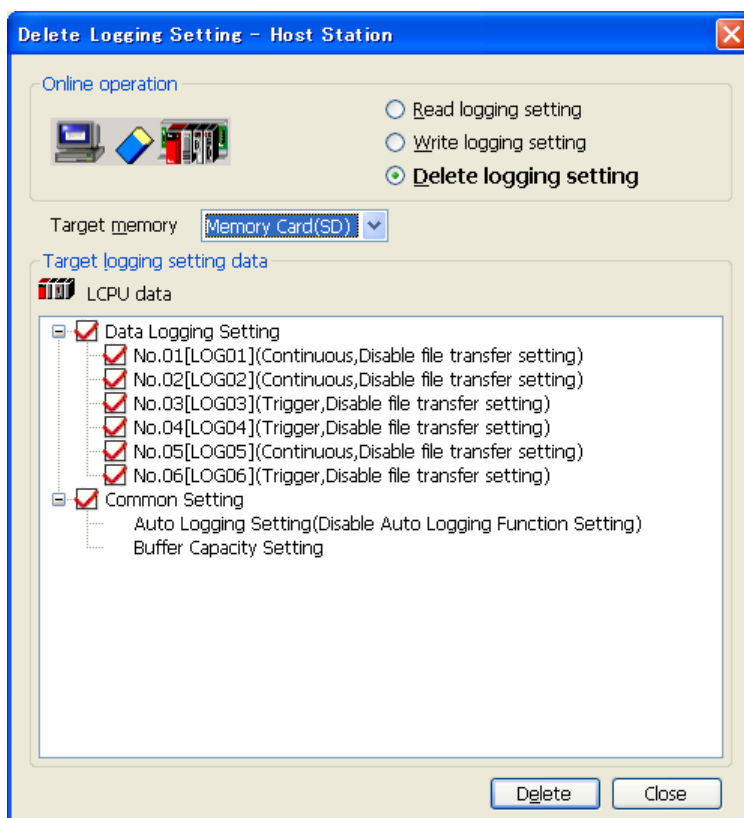 Delete Logging Setting - Host Station
Online operation
Read logging setting
Write logging setting
Delete logging setting
Target memory Memory Card(SD)
Target logging setting data
LCPU data
Data Logging Setting
No.01[LOG01](Continuous,Disable file transfer setting)
No.02[LOG02](Continuous,Disable file transfer setting)
No.03[LOG03](Trigger,Disable file transfer setting)
No.04[LOG04](Trigger,Disable file transfer setting)
No.05[LOG05](Continuous,Disable file transfer setting)
No.06[LOG06](Trigger,Disable file transfer setting)
Common Setting
Auto Logging Setting(Disable Auto Logging Function Setting)
Buffer Capacity Setting
Delete Close